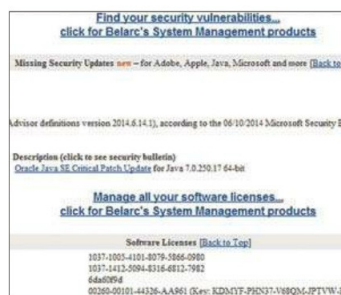 Find your security vulnerabilities...
click for Belarc's System Management products
Missing Security Updates new – for Adobe, Apple, Java, Microsoft and more [Back to
Advisor definitions version 2014.6.14.1), according to the 06/10/2014 Microsoft Security
Description (click to see security bulletin)
Oracle Java SE Critical Patch Update for Java 7.0.250.17 64-bit
Manage all your software licenses...
click for Belarc's System Management products
Software Licenses [Back to Top]
1037-1005-4101-8079-5866-0980
1037-1412-5094-8316-6812-7982
6da60f9d
00260-00101-44326-AA961 (Key: KDMYF-PHN37-V68QM-JPTVW-